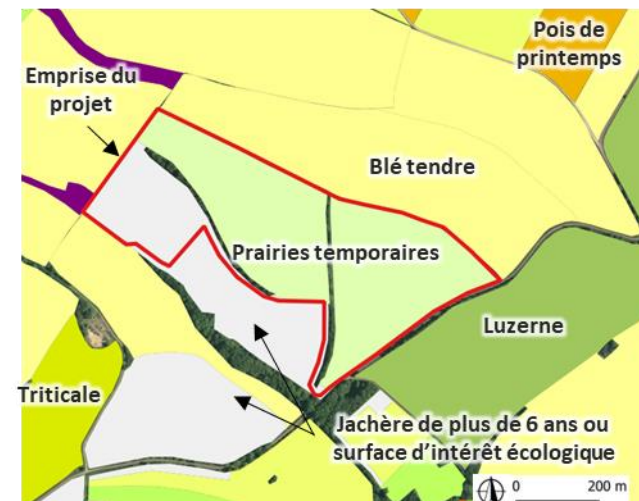 Pois de
printemps
Emprise du
projet
Blé tendre
Prairies temporaires
Luzerne
Triticale
Jachère de plus de 6 ans ou
surface d'intérêt écologique
0 200 m